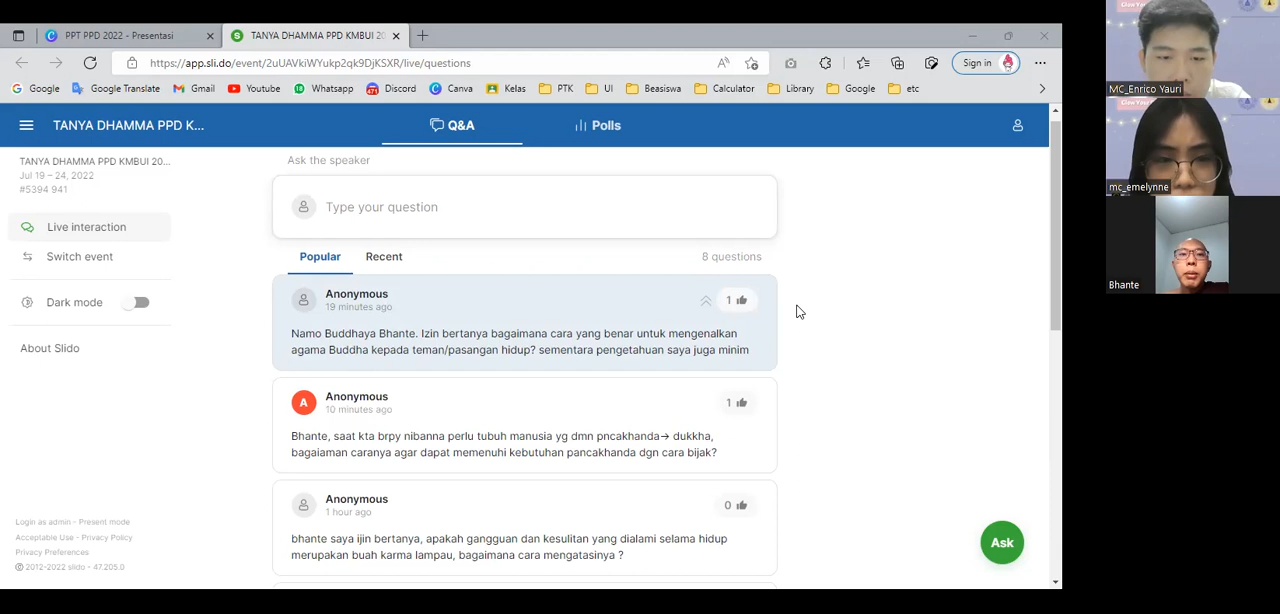 PPT PPD 2022 - Presentasi
TANYA DHAMMA PPD KMBUI 20
https://app.sli.do/event/2uUAVkiWYukp2qk9DjKSXR/live/questions
Sign in
Google
Google Translate
Gmail
Youtube
Whatsapp
Discord
Canva
Kelas
PTK
UI
Beasiswa
Calculator
Library
Google
etc
TANYA DHAMMA PPD K...
Q&A
Polls
TANYA DHAMMA PPD KMBUI 20...
Jul 19 – 24, 2022
#5394 941
Live interaction
Switch event
Dark mode
About Slido
Login as admin - Present mode
Acceptable Use - Privacy Policy
Privacy Preferences
© 2012-2022 slido - 47.205.0
Ask the speaker
Type your question
Popular
Recent
8 questions
Anonymous
19 minutes ago
1
Namo Buddhaya Bhante. Izin bertanya bagaimana cara yang benar untuk mengenalkan
agama Buddha kepada teman/pasangan hidup? sementara pengetahuan saya juga minim
A
Anonymous
10 minutes ago
1
Bhante, saat kta brpy nibanna perlu tubuh manusia yg dmn pncakhanda→ dukkha,
bagaiaman caranya agar dapat memenuhi kebutuhan pancakhanda dgn cara bijak?
Anonymous
1 hour ago
0
bhante saya ijin bertanya, apakah gangguan dan kesulitan yang dialami selama hidup
merupakan buah karma lampau, bagaimana cara mengatasinya ?
Ask
MC_Enrico Yauri
mc_emelynne
Bhante